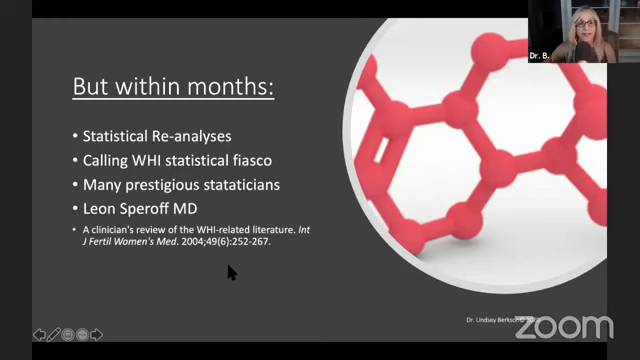 But within months:
• Statistical Re-analyses
• Calling WHI statistical fiasco
• Many prestigious stataticians
• Leon Speroff MD
• A clinician's review of the WHI-related literature. Int
J Fertil Women's Med. 2004;49(6):252-267.
Dr. B.
Dr. Lindsey Berkson©
zoom